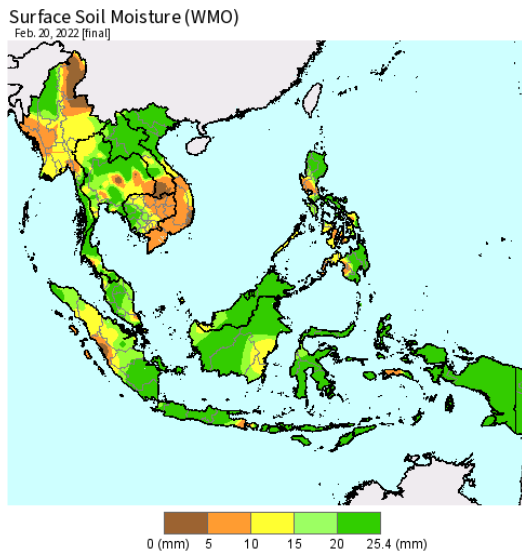 Surface Soil Moisture (WMO)
Feb. 20, 2022 [final]
0 (mm) 5 10 15 20 25.4 (mm)